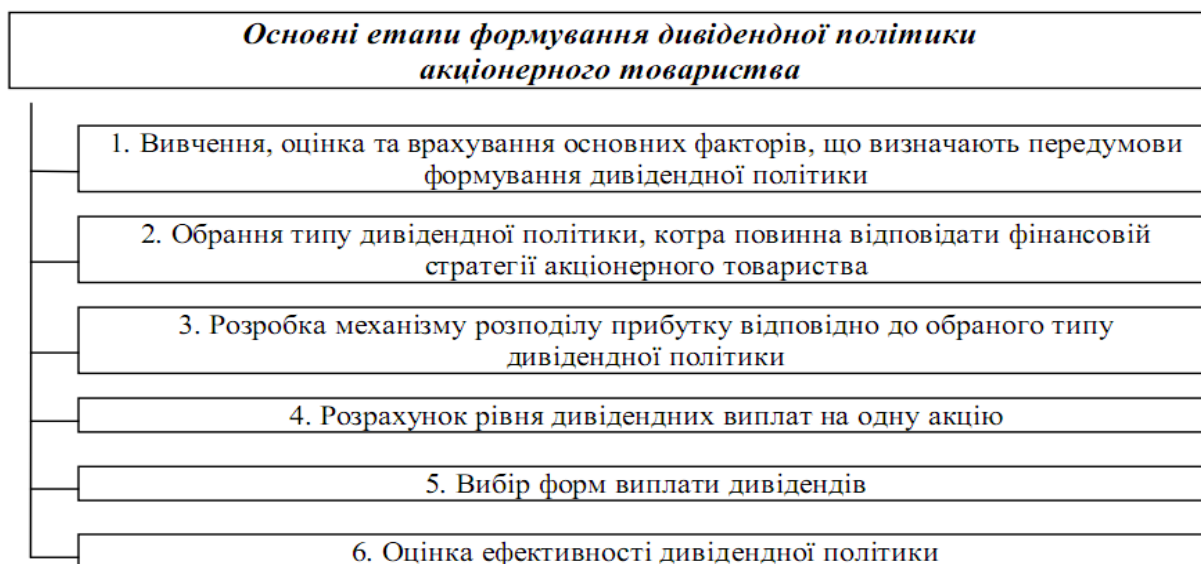 Основні етапи формування дивідендної політики
акціонерного товариства
1. Вивчення, оцінка та врахування основних факторів, що визначають передумови
формування дивідендної політики
2. Обрання типу дивідендної політики, котра повинна відповідати фінансовій
стратегії акціонерного товариства
3. Розробка механізму розподілу прибутку відповідно до обраного типу
дивідендної політики
4. Розрахунок рівня дивідендних виплат на одну акцію
5. Вибір форм виплати дивідендів
6. Оцінка ефективності дивідендної політики